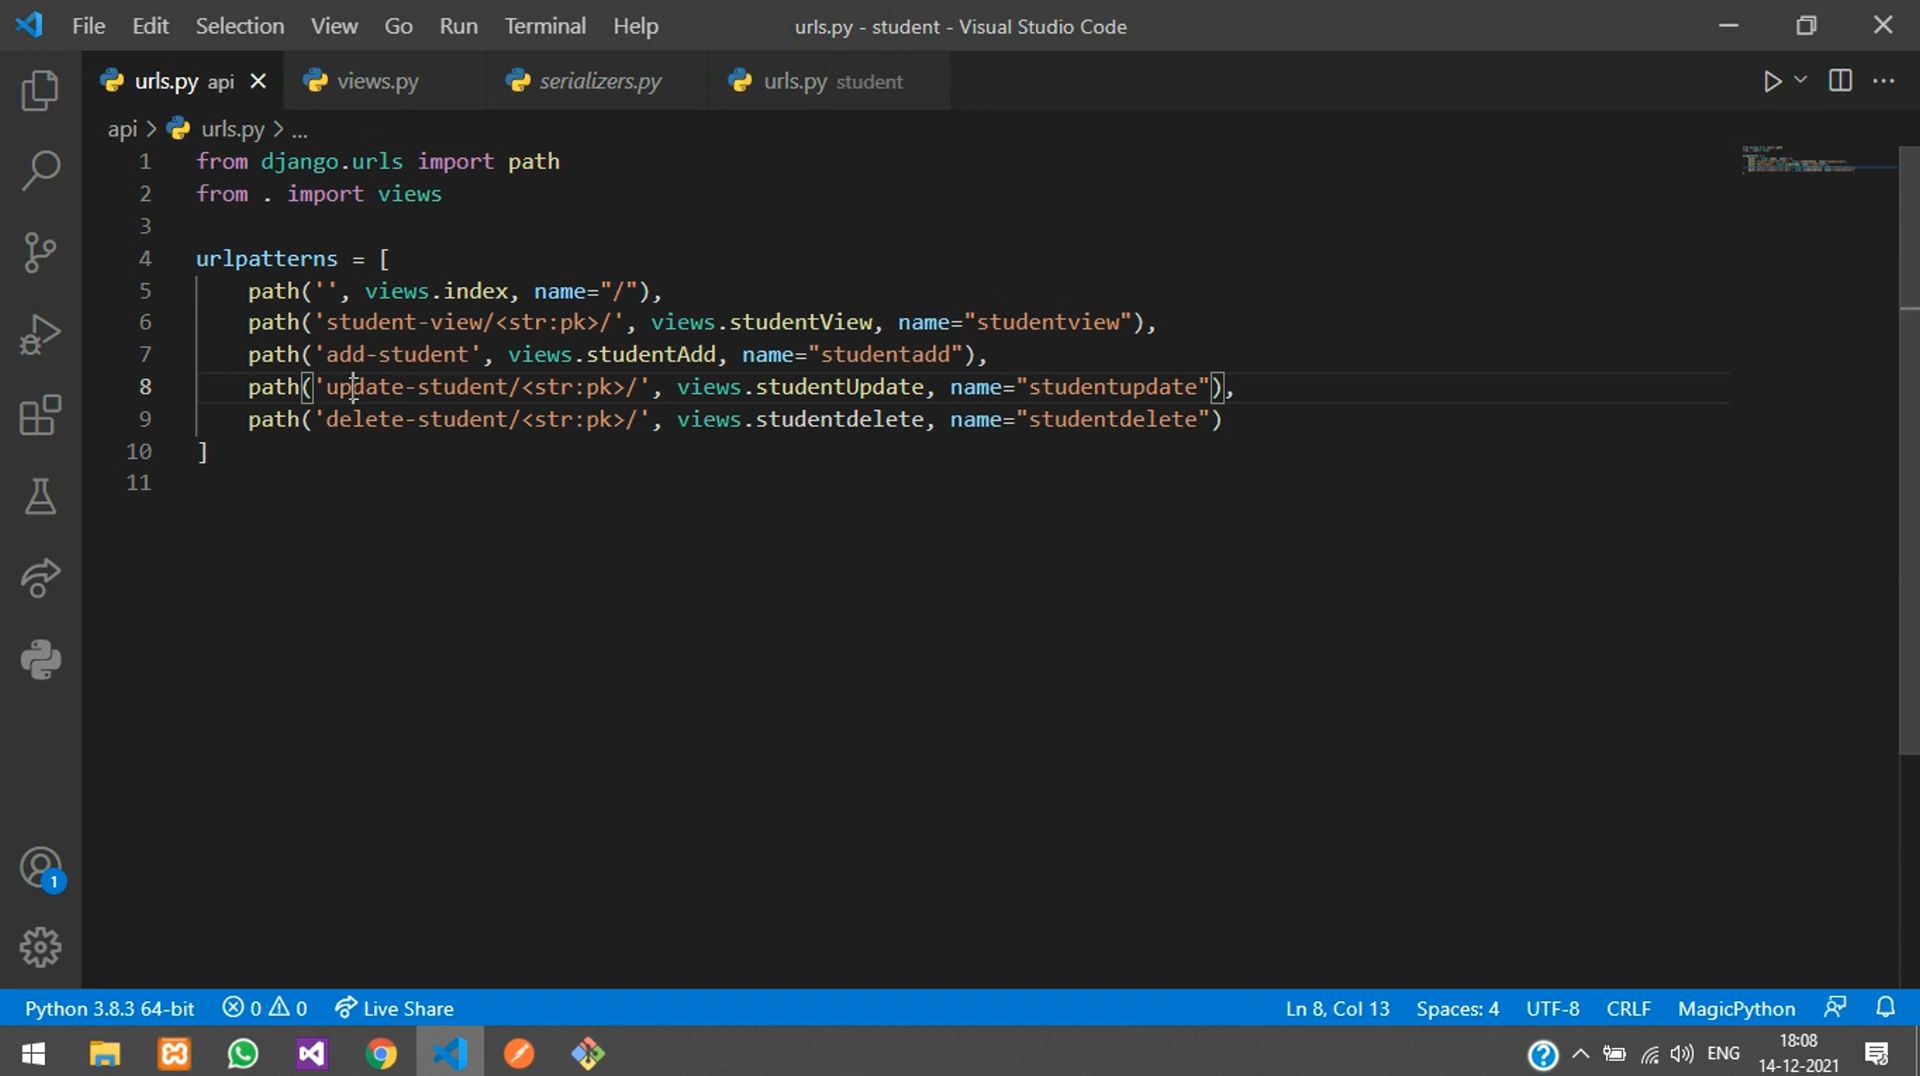 File Edit Selection View Go Run Terminal Help urls.py - student - Visual Studio Code
urls.py api views.py serializers.py urls.py student
api > urls.py > ...
1 from django.urls import path
2 from . import views
3
4 urlpatterns = [
5 path('', views.index, name="/"),
6 path('student-view/<str:pk>/', views.studentView, name="studentview"),
7 path('add-student', views.studentAdd, name="studentadd"),
8 path('update-student/<str:pk>/', views.studentUpdate, name="studentupdate"),
9 path('delete-student/<str:pk>/', views.studentdelete, name="studentdelete")
10 ]
11
1
Python 3.8.3 64-bit 0 0 Live Share Ln 8, Col 13 Spaces: 4 UTF-8 CRLF MagicPython
ENG 18:08
14-12-2021